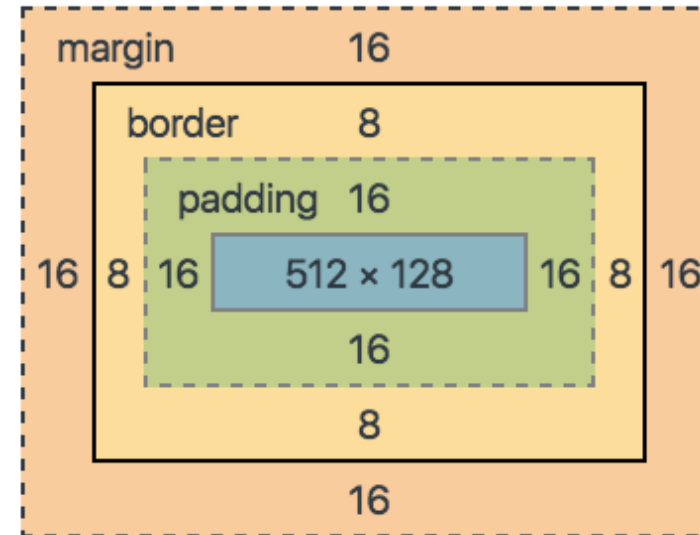 margin 16
border 8
padding 16
16 8 16 512 × 128 16 8 16
16
8
16